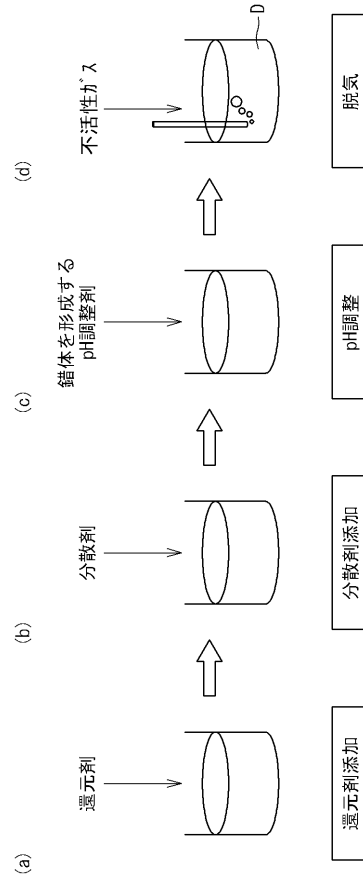 (a)
還元剤
還元剤添加
(b)
分散剤
分散剤添加
(c)
錯体を形成する
pH調整剤
pH調整
(d)
不活性ガス
D
脱気